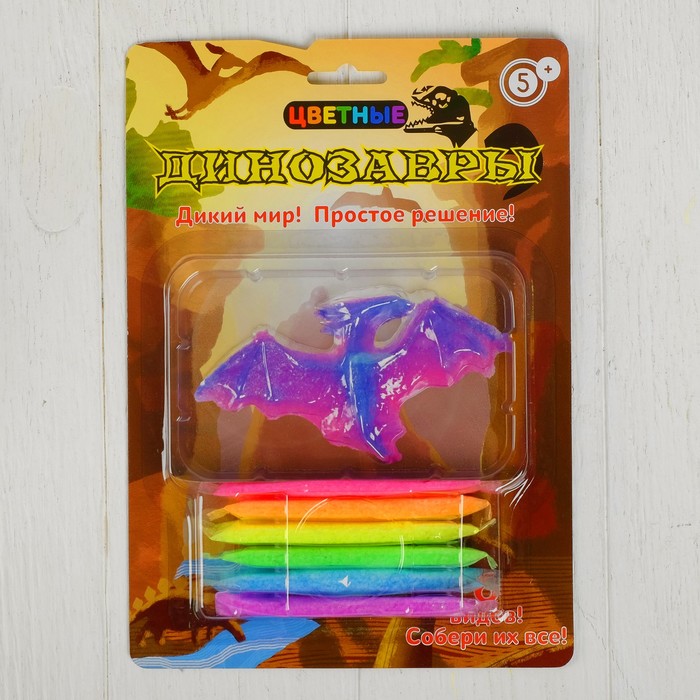 5+
ЦВЕТНЫЕ
ДИНОЗАВРЫ
Дикий мир! Простое решение!
видов!
Собери их все!